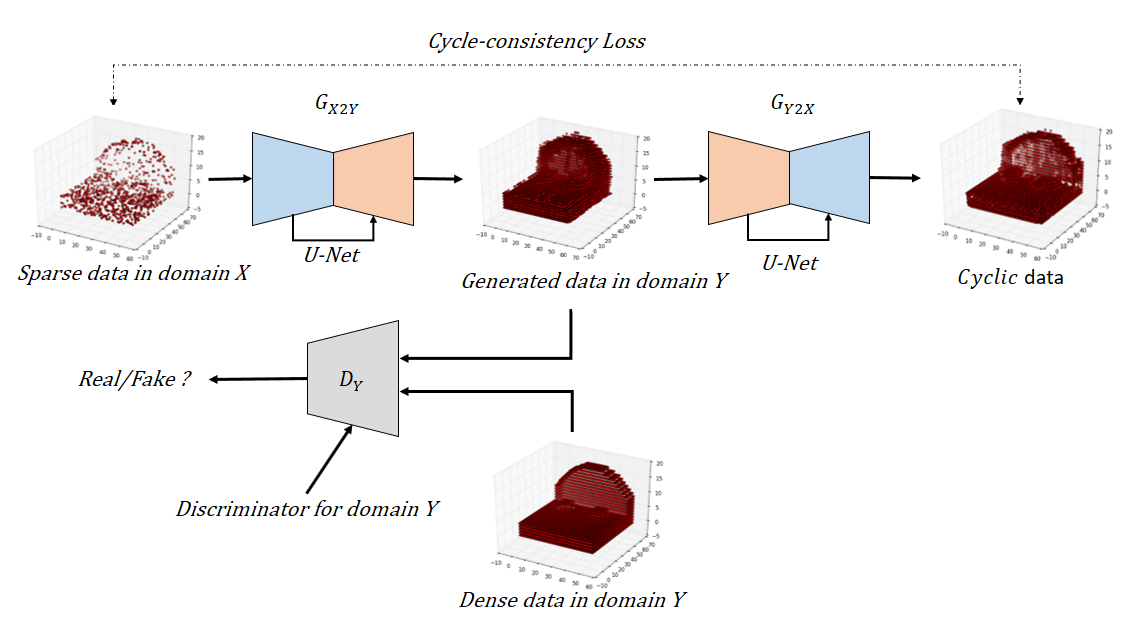 Cycle-consistency Loss
G_{X2Y}
G_{Y2X}
U-Net
U-Net
Sparse data in domain X
Generated data in domain Y
Cyclic data
Real/Fake ?
D_Y
Discriminator for domain Y
Dense data in domain Y